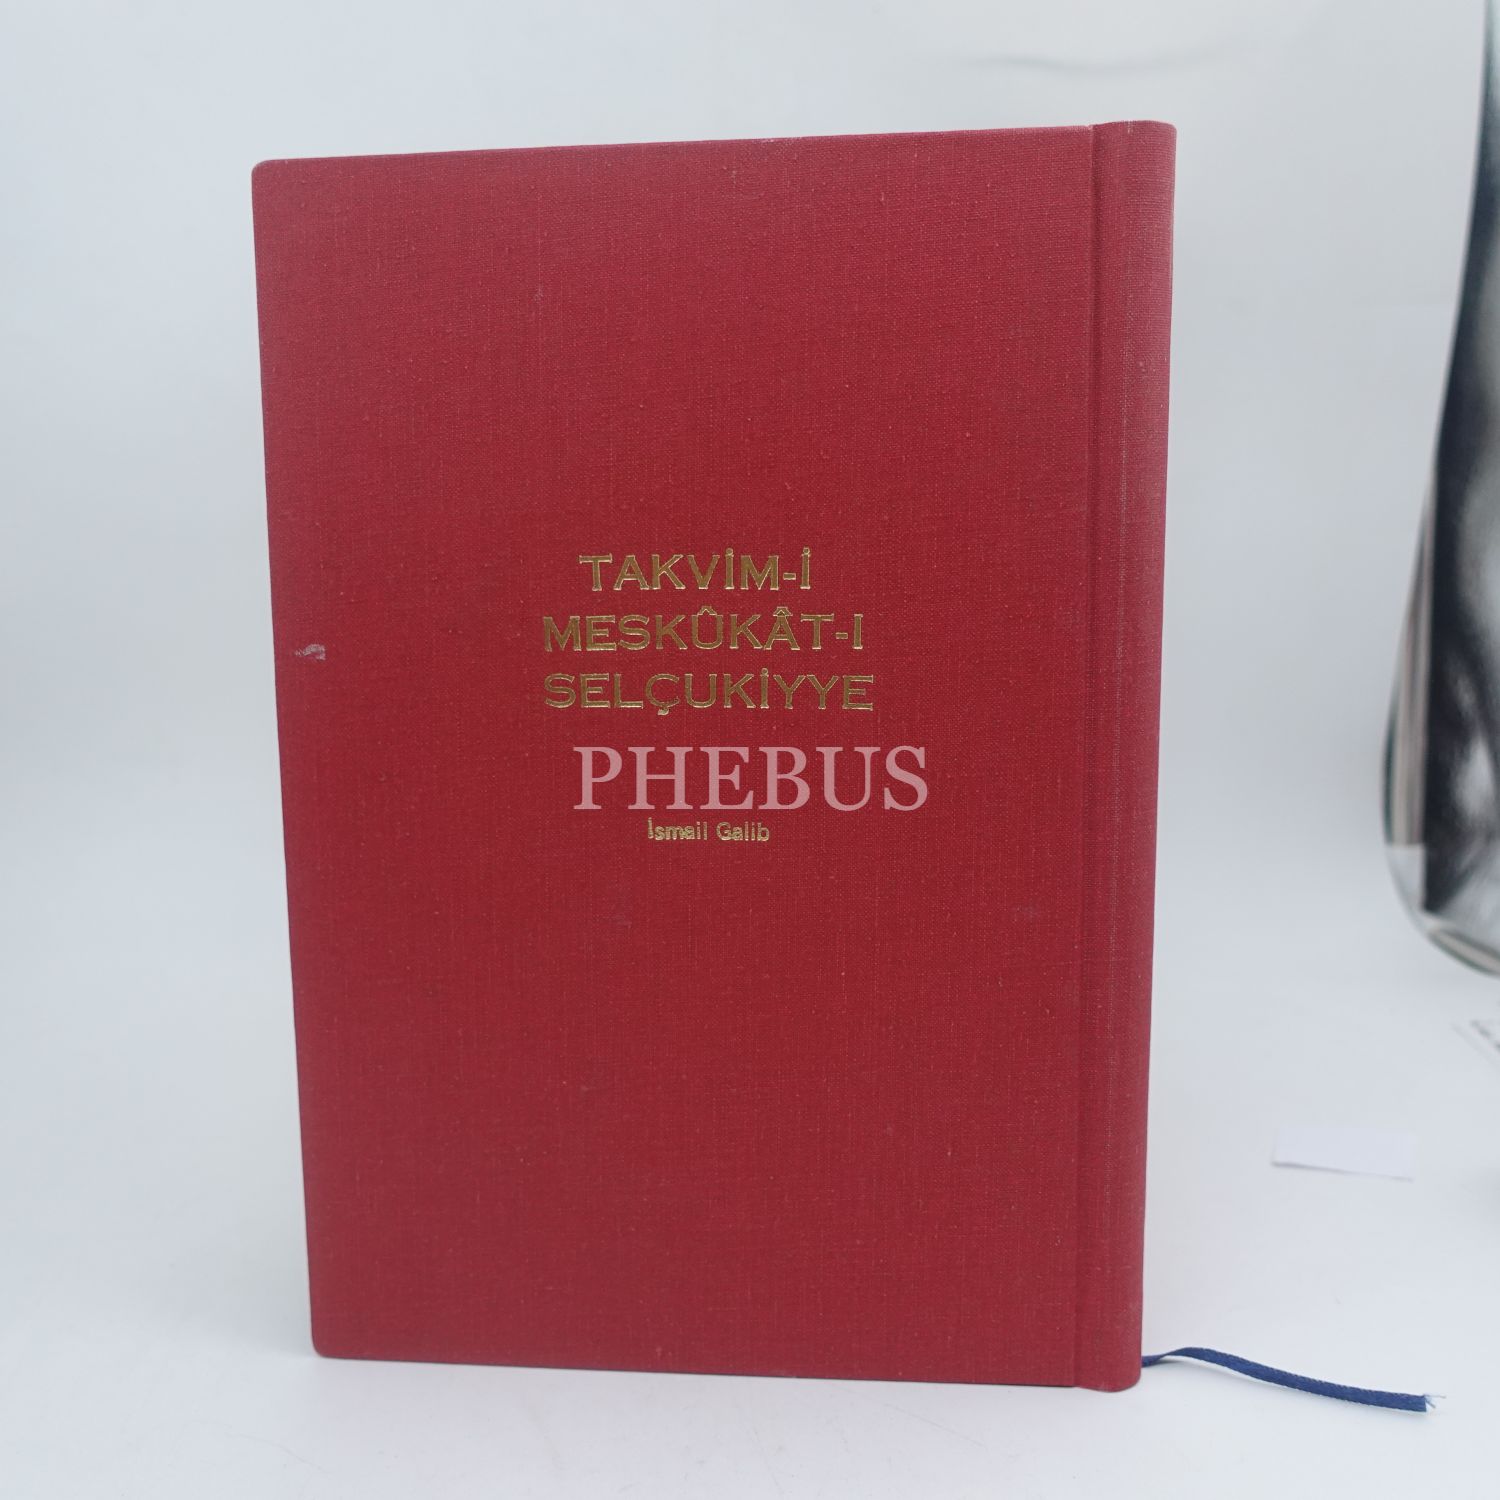 TAKVİM-İ
MESKÛKÂT-I
SELÇUKİYYE
PHEBUS
İsmail Galib